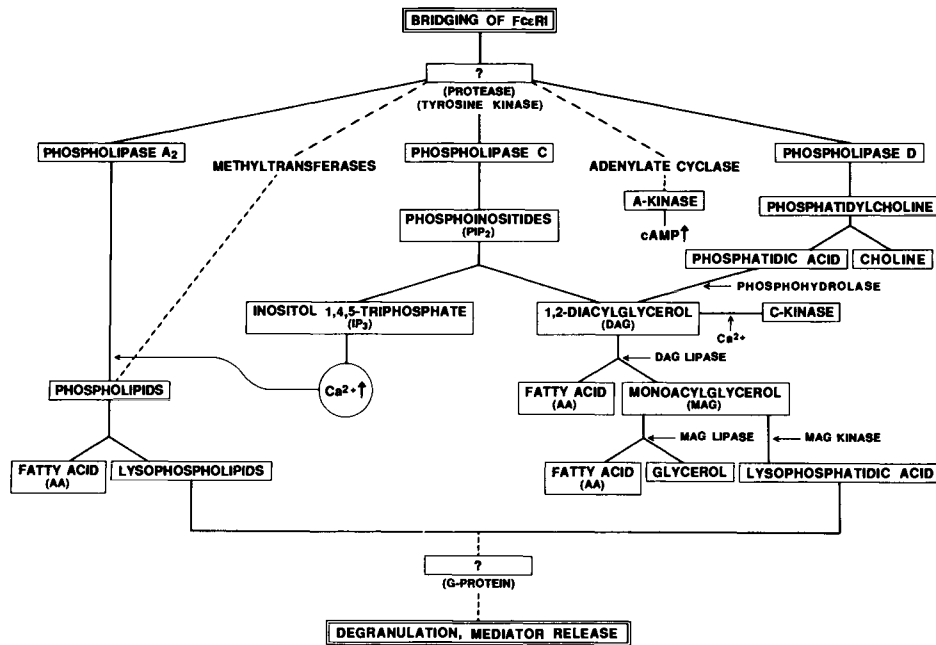 BRIDGING OF FcεRI
?
(PROTEASE)
(TYROSINE KINASE)
PHOSPHOLIPASE A2
METHYLTRANSFERASES
PHOSPHOLIPASE C
ADENYLATE CYCLASE
PHOSPHOLIPASE D
A-KINASE
cAMP↑
PHOSPHOINOSITIDES
(PIP2)
PHOSPHATIDYLCHOLINE
PHOSPHATIDIC ACID
CHOLINE
PHOSPHOHYDROLASE
INOSITOL 1,4,5-TRIPHOSPHATE
(IP3)
1,2-DIACYLGLYCEROL
(DAG)
C-KINASE
Ca2+
DAG LIPASE
PHOSPHOLIPIDS
Ca2+↑
FATTY ACID
(AA)
MONOACYLGLYCEROL
(MAG)
MAG LIPASE
MAG KINASE
FATTY ACID
(AA)
LYSOPHOSPHOLIPIDS
FATTY ACID
(AA)
GLYCEROL
LYSOPHOSPHATIDIC ACID
?
(G-PROTEIN)
DEGRANULATION, MEDIATOR RELEASE